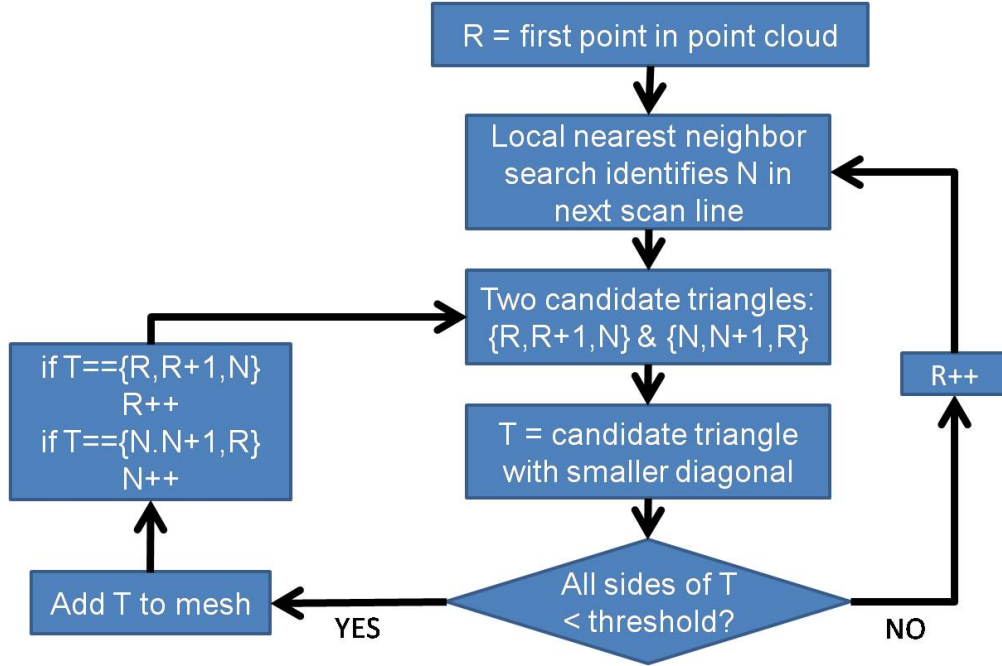 R = first point in point cloud
Local nearest neighbor
search identifies N in
next scan line
Two candidate triangles:
{R,R+1,N} & {N,N+1,R}
T = candidate triangle
with smaller diagonal
All sides of T
< threshold?
YES
NO
Add T to mesh
if T=={R,R+1,N}
R++
if T=={N.N+1,R}
N++
R++